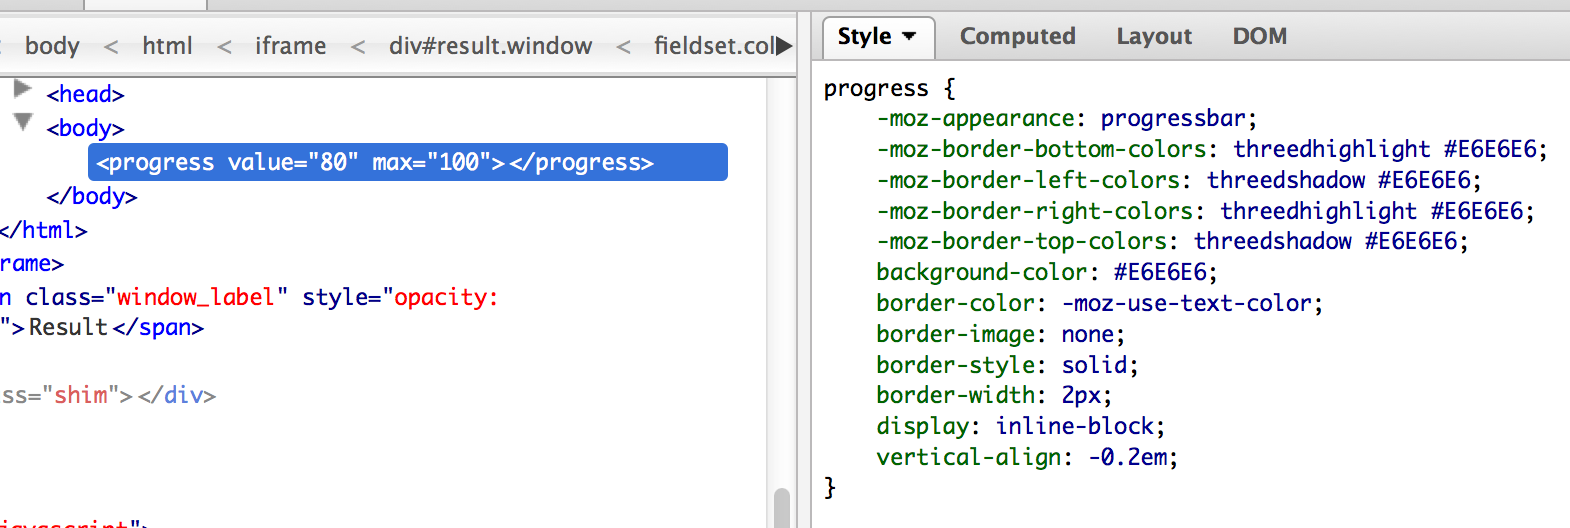 body < html < iframe < div#result.window < fieldset.col
<head>
<body>
<progress value="80" max="100"></progress>
</body>
</html>
rame>
n class="window_label" style="opacity:
">Result</span>
ss="shim"></div>
javascript">
Style Computed Layout DOM
progress {
-moz-appearance: progressbar;
-moz-border-bottom-colors: threedhighlight #E6E6E6;
-moz-border-left-colors: threedshadow #E6E6E6;
-moz-border-right-colors: threedhighlight #E6E6E6;
-moz-border-top-colors: threedshadow #E6E6E6;
background-color: #E6E6E6;
border-color: -moz-use-text-color;
border-image: none;
border-style: solid;
border-width: 2px;
display: inline-block;
vertical-align: -0.2em;
}